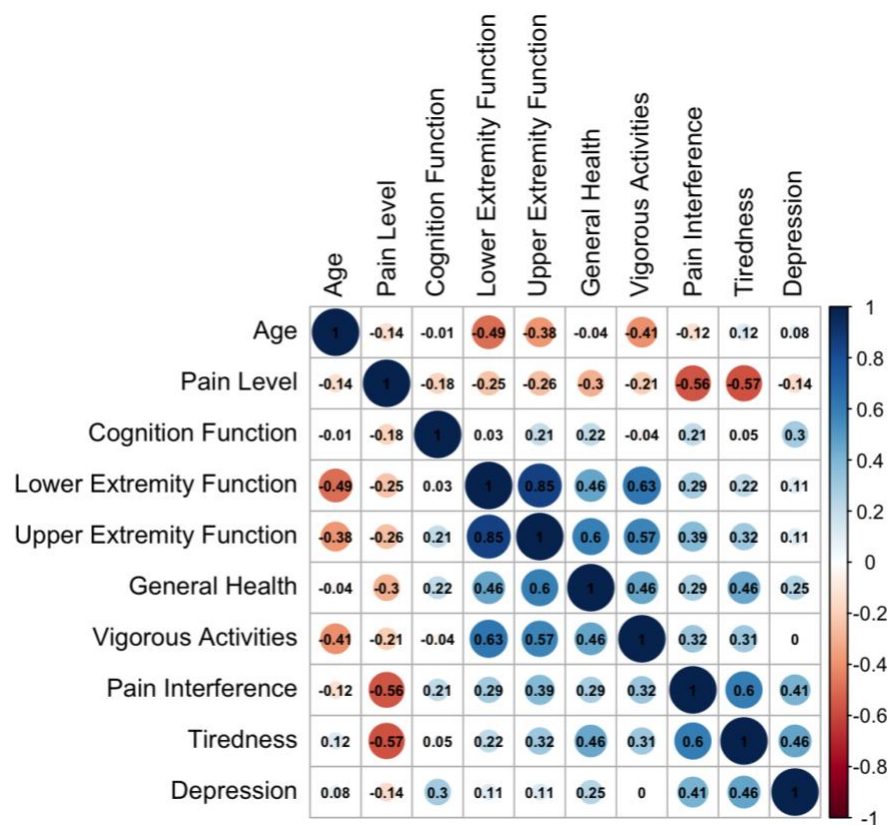 Age
Pain Level
Cognition Function
Lower Extremity Function
Upper Extremity Function
General Health
Vigorous Activities
Pain Interference
Tiredness
Depression
Age 1 -0.14 -0.01 -0.49 -0.38 -0.04 -0.41 -0.12 0.12 0.08
Pain Level -0.14 1 -0.18 -0.25 -0.26 -0.3 -0.21 -0.56 -0.57 -0.14
Cognition Function -0.01 -0.18 1 0.03 0.21 0.22 -0.04 0.21 0.05 0.3
Lower Extremity Function -0.49 -0.25 0.03 1 0.85 0.46 0.63 0.29 0.22 0.11
Upper Extremity Function -0.38 -0.26 0.21 0.85 1 0.6 0.57 0.39 0.32 0.11
General Health -0.04 -0.3 0.22 0.46 0.6 1 0.46 0.29 0.46 0.25
Vigorous Activities -0.41 -0.21 -0.04 0.63 0.57 0.46 1 0.32 0.31 0
Pain Interference -0.12 -0.56 0.21 0.29 0.39 0.29 0.32 1 0.6 0.41
Tiredness 0.12 -0.57 0.05 0.22 0.32 0.46 0.31 0.6 1 0.46
Depression 0.08 -0.14 0.3 0.11 0.11 0.25 0 0.41 0.46 1
1
0.8
0.6
0.4
0.2
0
-0.2
-0.4
-0.6
-0.8
-1